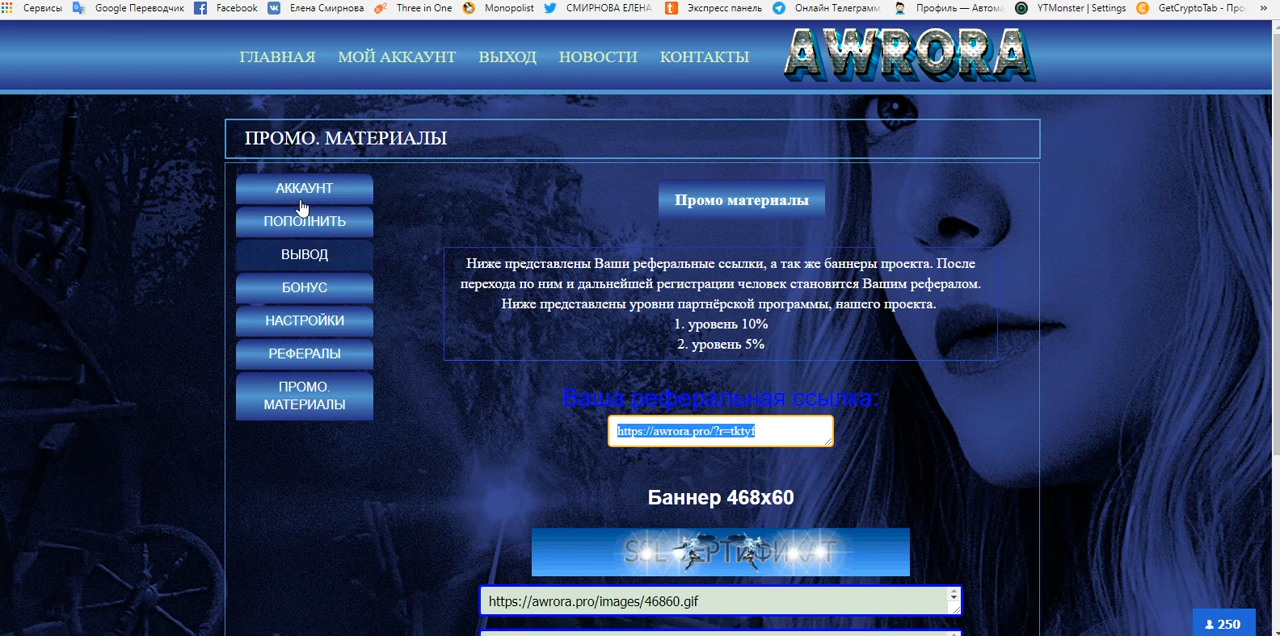 Сервисы Google Переводчик Facebook Елена Смирнова Three in One Monopolist СМИРНОВА ЕЛЕНА Экспресс панель Онлайн Телеграмм Профиль — Автома YTMonster | Settings GetCryptoTab - Про »
ГЛАВНАЯ МОЙ АККАУНТ ВЫХОД НОВОСТИ КОНТАКТЫ AWRORA
ПРОМО. МАТЕРИАЛЫ
АККАУНТ
ПОПОЛНИТЬ
ВЫВОД
БОНУС
НАСТРОЙКИ
РЕФЕРАЛЫ
ПРОМО.
МАТЕРИАЛЫ
Промо материалы
Ниже представлены Ваши реферальные ссылки, а так же баннеры проекта. После
перехода по ним и дальнейшей регистрации человек становится Вашим рефералом.
Ниже представлены уровни партнёрской программы, нашего проекта.
1. уровень 10%
2. уровень 5%
Ваша реферальная ссылка:
https://awrora.pro/?r=tktyf
Баннер 468x60
https://awrora.pro/images/46860.gif
250